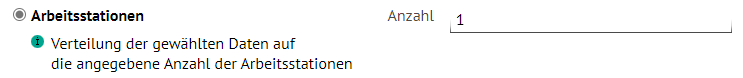 Arbeitsstationen Anzahl 1
Verteilung der gewählten Daten auf
die angegebene Anzahl der Arbeitsstationen